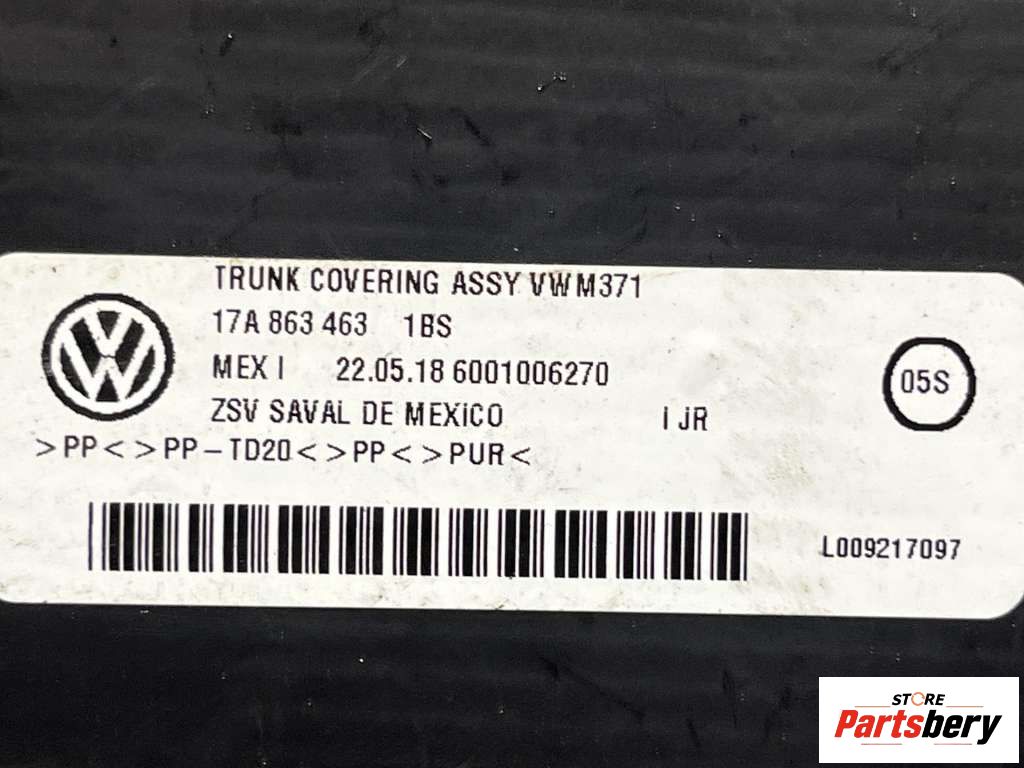 TRUNK COVERING ASSY VWM371
17A 863 463 1BS
MEX I 22.05.18 6001006270
ZSV SAVAL DE MEXICO I JR
05S
>PP<>PP-TD20<>PP<>PUR<
L009217097
STORE
Partsbery